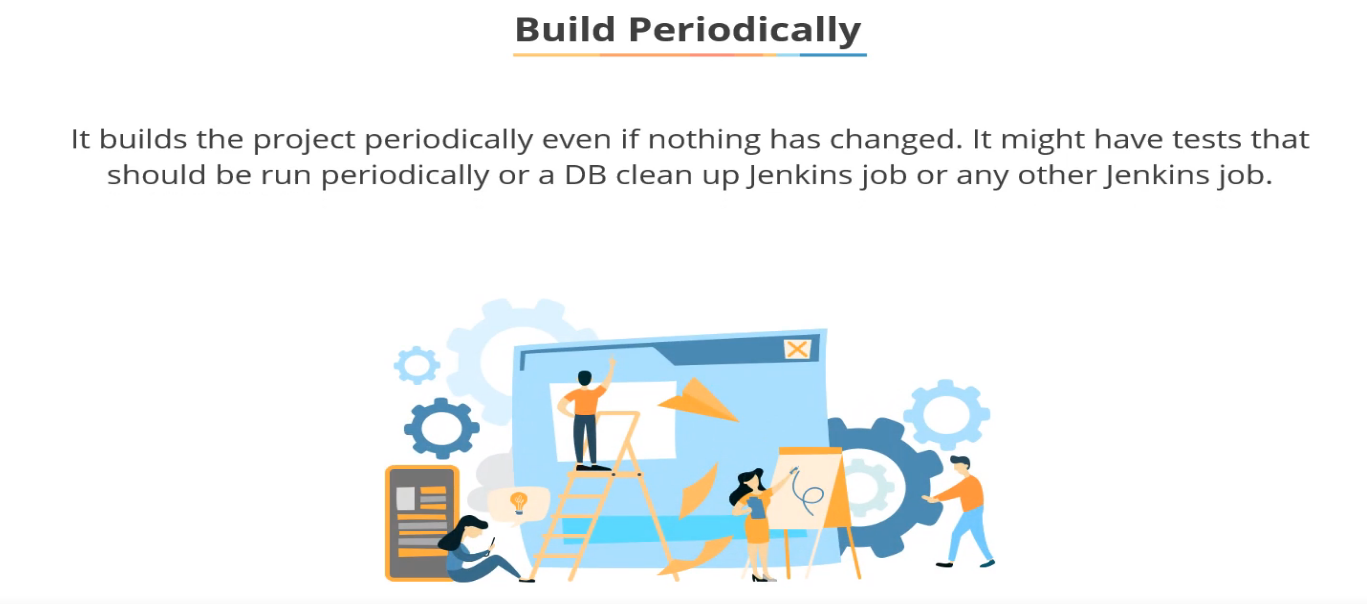 Build Periodically
It builds the project periodically even if nothing has changed. It might have tests that
should be run periodically or a DB clean up Jenkins job or any other Jenkins job.